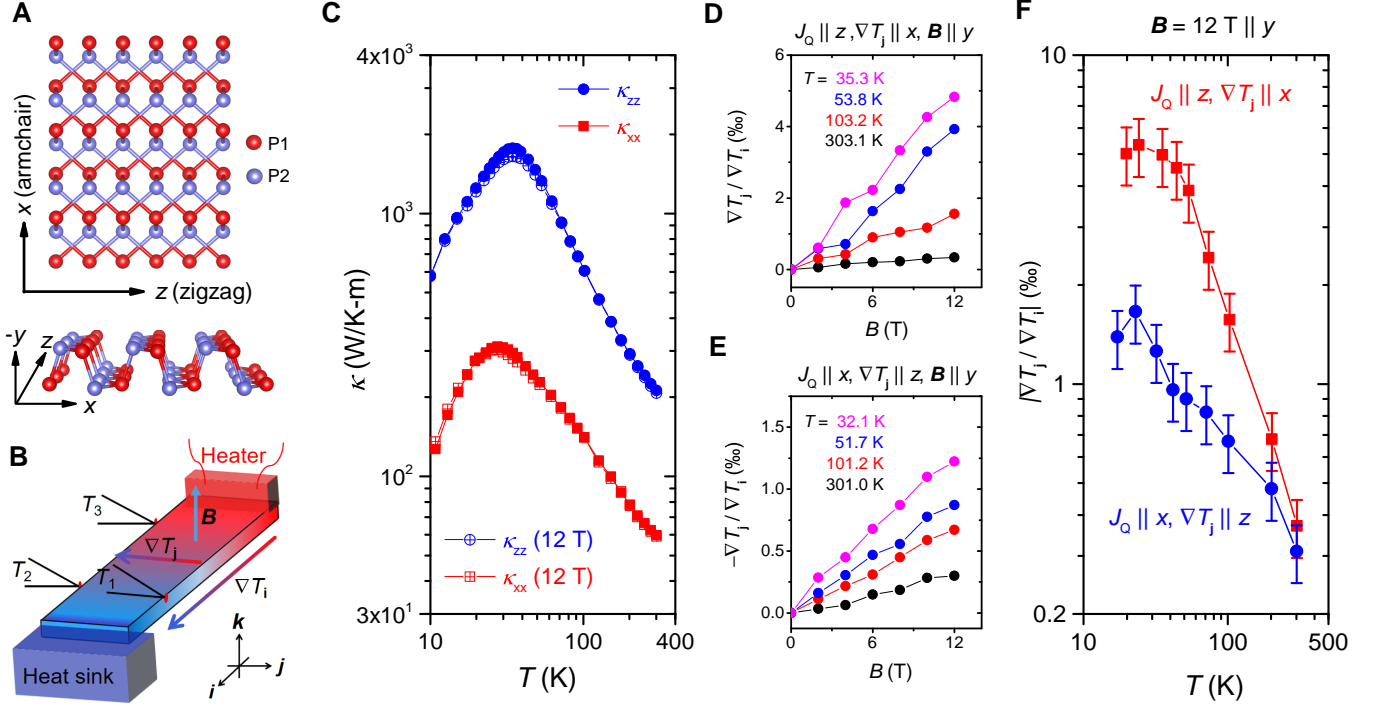 A
x (armchair)
z (zigzag)
P1
P2
-y
z
x
B
Heater
T3
B
∇Tj
T2
T1
∇Ti
Heat sink
k
j
i
C
4x10³
10³
10²
3x10¹
κ (W/K-m)
κzz
κxx
κzz (12 T)
κxx (12 T)
10
100
400
T (K)
D
JQ || z ,∇Tj || x, B || y
T = 35.3 K
53.8 K
103.2 K
303.1 K
∇Tj / ∇Ti (‰)
6
4
2
0
0
6
12
B (T)
E
JQ || x, ∇Tj || z, B || y
T = 32.1 K
51.7 K
101.2 K
301.0 K
−∇Tj / ∇Ti (‰)
1.5
1.0
0.5
0.0
0
6
12
B (T)
F
B = 12 T || y
JQ || z, ∇Tj || x
JQ || x, ∇Tj || z
|∇Tj / ∇Ti| (‰)
10
1
0.2
10
100
500
T (K)